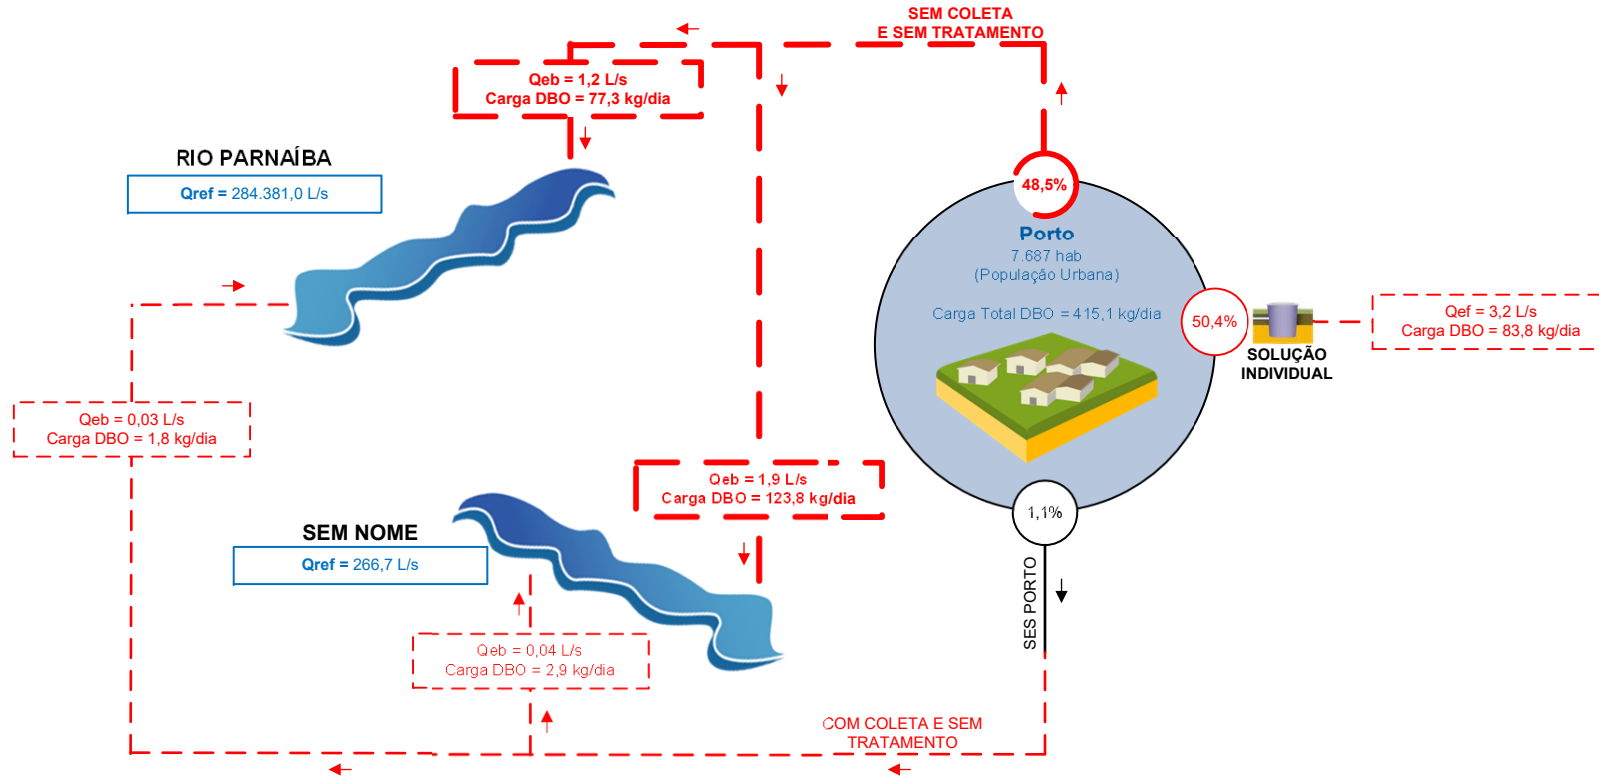 SEM COLETA
E SEM TRATAMENTO
Qeb = 1,2 L/s
Carga DBO = 77,3 kg/dia
RIO PARNAÍBA
Qref = 284.381,0 L/s
48,5%
Porto
7.687 hab
(População Urbana)
Carga Total DBO = 415,1 kg/dia
50,4%
SOLUÇÃO
INDIVIDUAL
Qef = 3,2 L/s
Carga DBO = 83,8 kg/dia
Qeb = 0,03 L/s
Carga DBO = 1,8 kg/dia
Qeb = 1,9 L/s
Carga DBO = 123,8 kg/dia
SEM NOME
Qref = 266,7 L/s
1,1%
SES PORTO
Qeb = 0,04 L/s
Carga DBO = 2,9 kg/dia
COM COLETA E SEM
TRATAMENTO